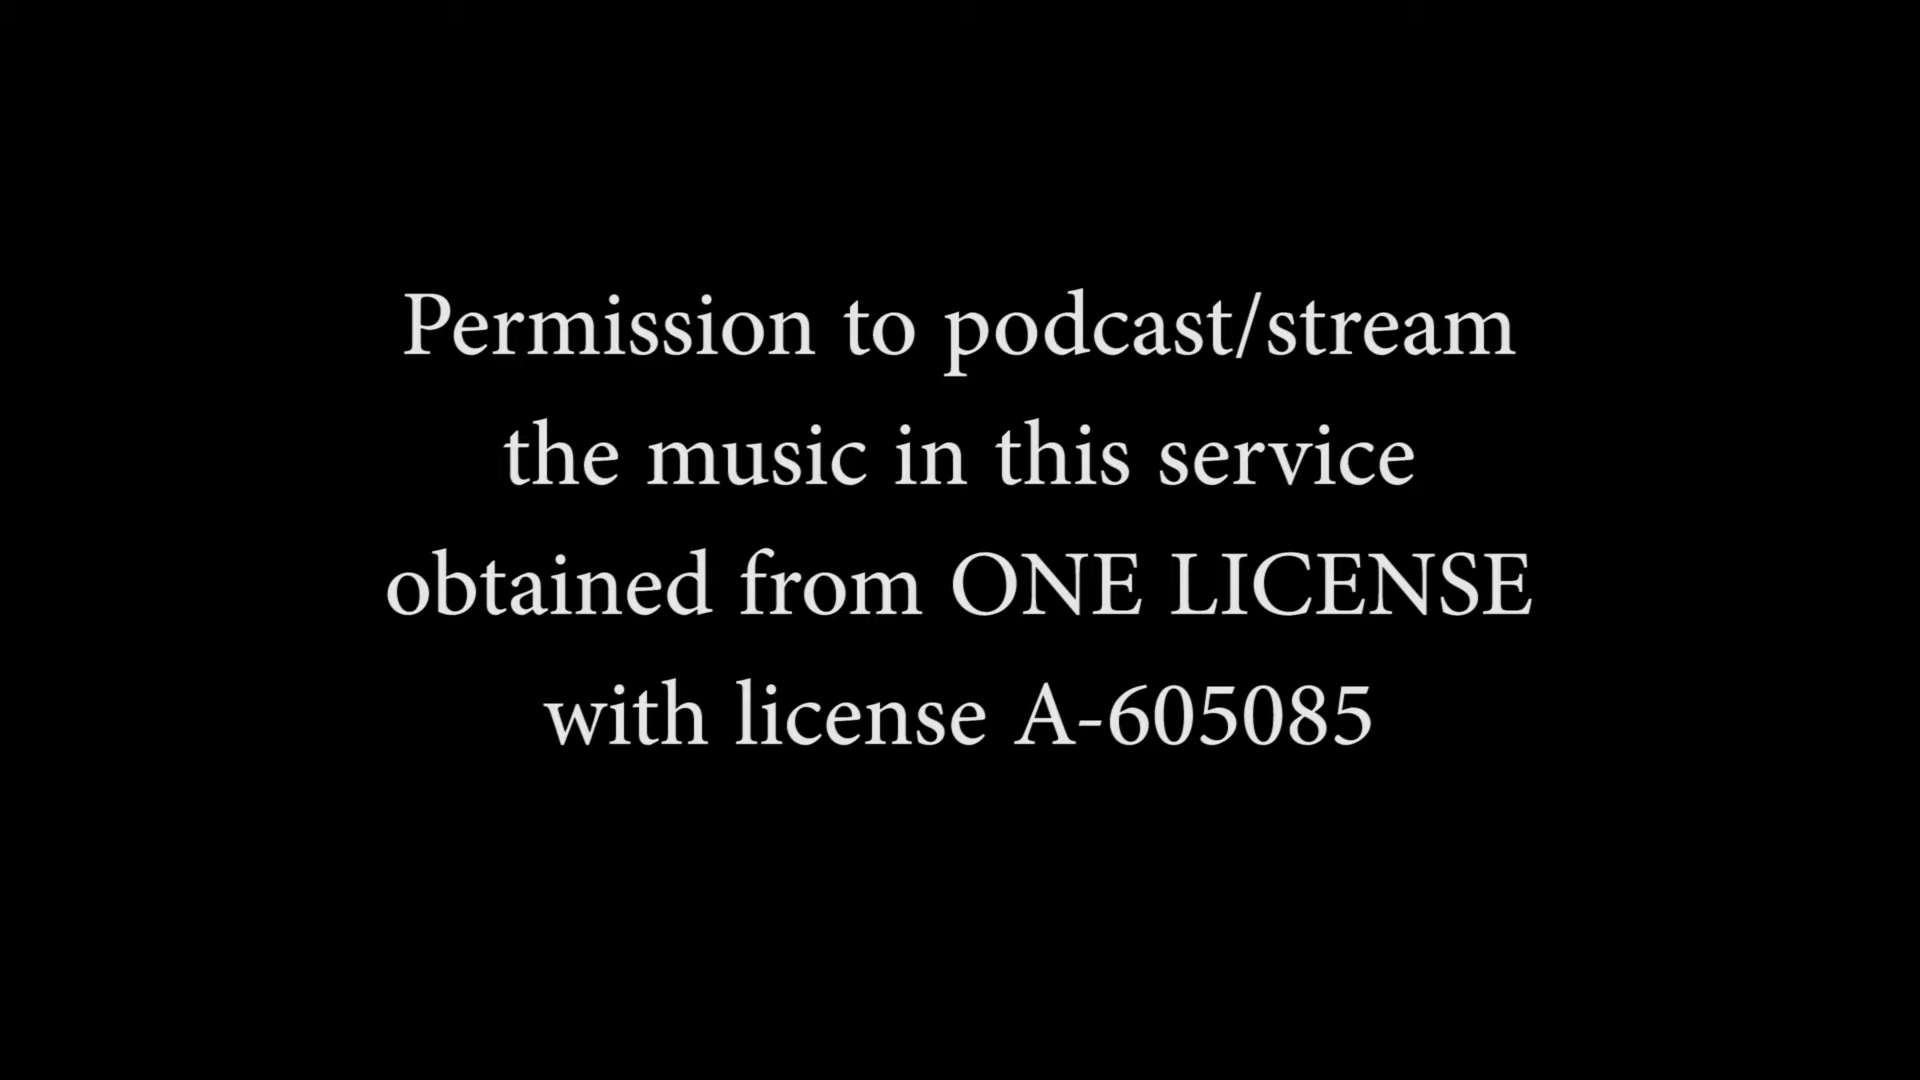 Permission to podcast/stream
the music in this service
obtained from ONE LICENSE
with license A-605085